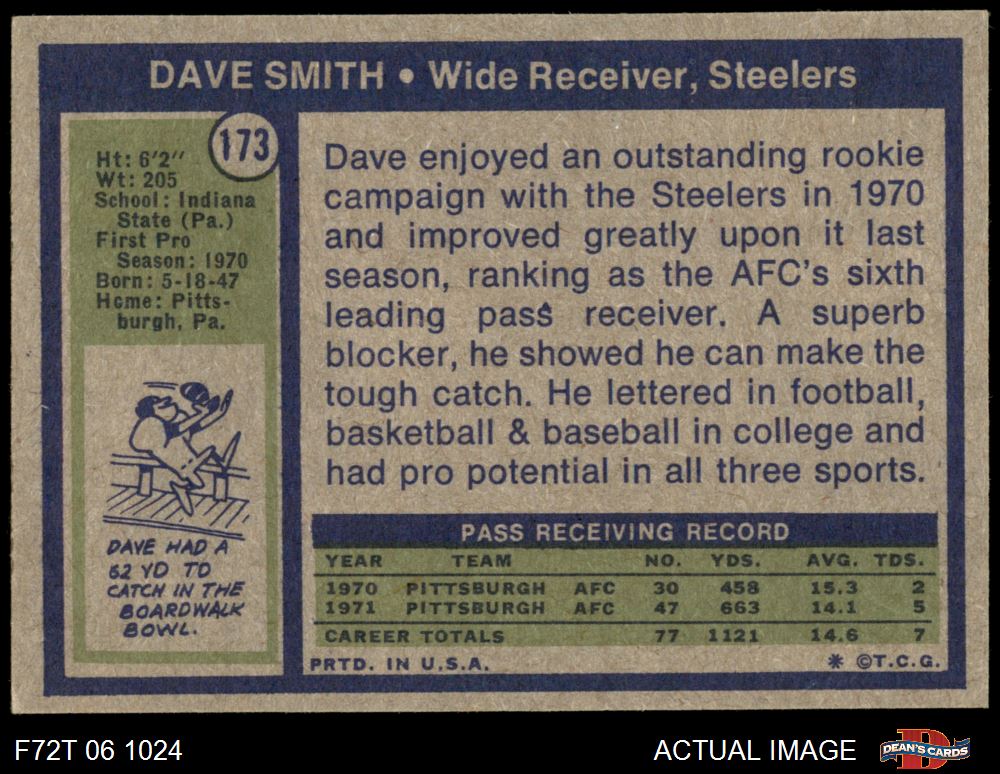 DAVE SMITH • Wide Receiver, Steelers
173
Ht: 6'2"
Wt: 205
School: Indiana
State (Pa.)
First Pro
Season: 1970
Born: 5-18-47
Home: Pitts-
burgh, Pa.
DAVE HAD A
62 YD TD
CATCH IN THE
BOARDWALK
BOWL.
Dave enjoyed an outstanding rookie
campaign with the Steelers in 1970
and improved greatly upon it last
season, ranking as the AFC's sixth
leading pass receiver. A superb
blocker, he showed he can make the
tough catch. He lettered in football,
basketball & baseball in college and
had pro potential in all three sports.
PASS RECEIVING RECORD
YEAR TEAM NO. YDS. AVG. TDS.
1970 PITTSBURGH AFC 30 458 15.3 2
1971 PITTSBURGH AFC 47 663 14.1 5
CAREER TOTALS 77 1121 14.6 7
PRTD. IN U.S.A. * ©T.C.G.
F72T 06 1024 ACTUAL IMAGE DEAN'S CARDS